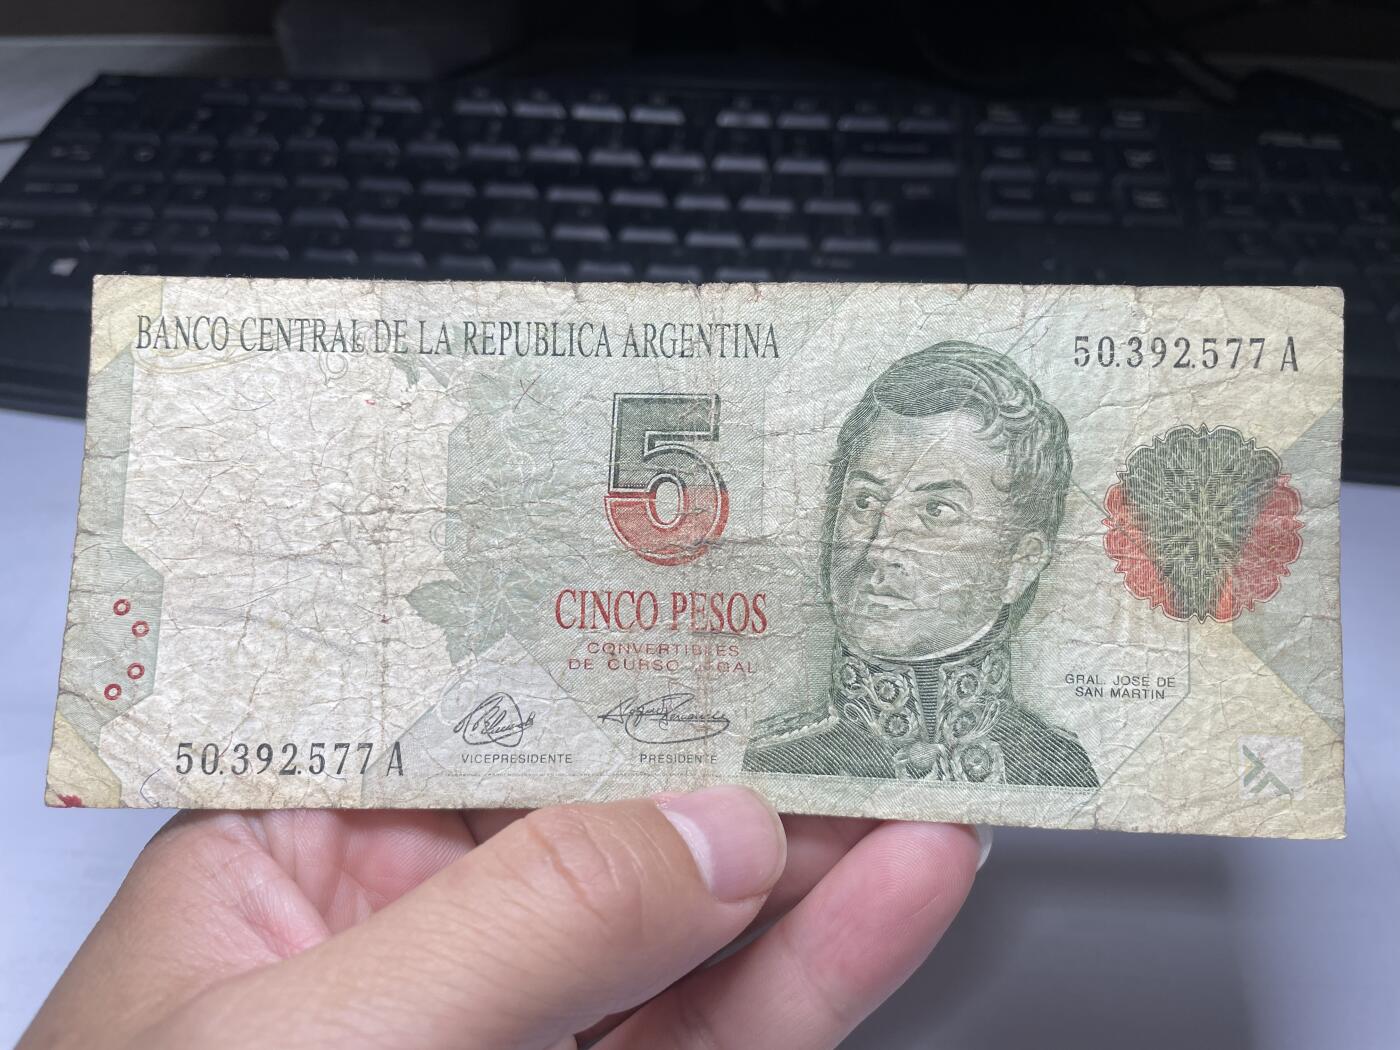 BANCO CENTRAL DE LA REPUBLICA ARGENTINA
50.392.577 A
5
CINCO PESOS
CONVERTIBLES
DE CURSO LEGAL
GRAL. JOSE DE
SAN MARTIN
50.392.577 A
VICEPRESIDENTE
PRESIDENTE